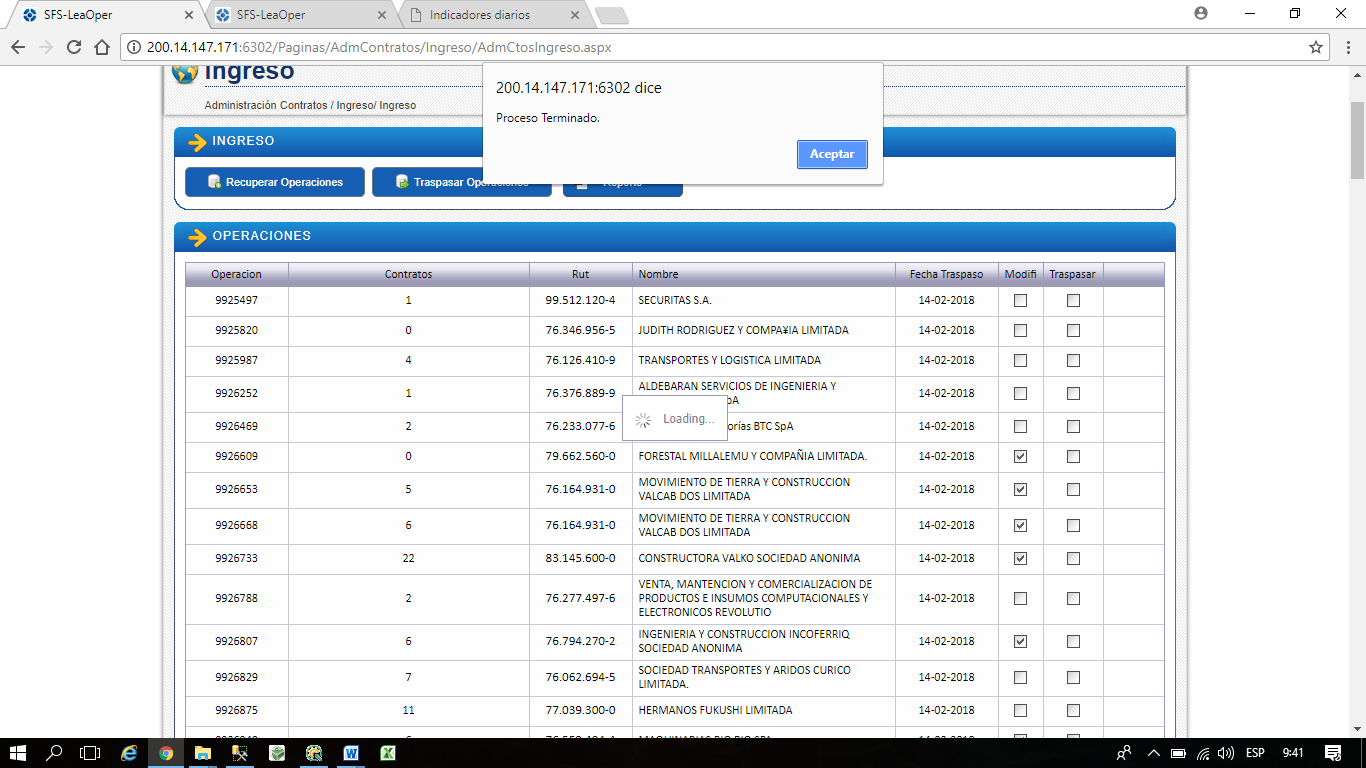 SFS-LeaOper
SFS-LeaOper
Indicadores diarios
200.14.147.171:6302/Paginas/AdmContratos/Ingreso/AdmCtosIngreso.aspx
Ingreso
Administración Contratos / Ingreso/ Ingreso
200.14.147.171:6302 dice
Proceso Terminado.
Aceptar
INGRESO
Recuperar Operaciones
Traspasar Operaciones
Reporte
OPERACIONES
Operacion Contratos Rut Nombre Fecha Traspaso Modifi Traspasar
9925497 1 99.512.120-4 SECURITAS S.A. 14-02-2018
9925820 0 76.346.956-5 JUDITH RODRIGUEZ Y COMPA¥IA LIMITADA 14-02-2018
9925987 4 76.126.410-9 TRANSPORTES Y LOGISTICA LIMITADA 14-02-2018
9926252 1 76.376.889-9 ALDEBARAN SERVICIOS DE INGENIERIA Y 14-02-2018
pA
Loading...
9926469 2 76.233.077-6 orías BTC SpA 14-02-2018
9926609 0 79.662.560-0 FORESTAL MILLALEMU Y COMPAÑIA LIMITADA. 14-02-2018
9926653 5 76.164.931-0 MOVIMIENTO DE TIERRA Y CONSTRUCCION
VALCAB DOS LIMITADA 14-02-2018
9926668 6 76.164.931-0 MOVIMIENTO DE TIERRA Y CONSTRUCCION
VALCAB DOS LIMITADA 14-02-2018
9926733 22 83.145.600-0 CONSTRUCTORA VALKO SOCIEDAD ANONIMA 14-02-2018
9926788 2 76.277.497-6 VENTA, MANTENCION Y COMERCIALIZACION DE
PRODUCTOS E INSUMOS COMPUTACIONALES Y
ELECTRONICOS REVOLUTIO 14-02-2018
9926807 6 76.794.270-2 INGENIERIA Y CONSTRUCCION INCOFERRIQ
SOCIEDAD ANONIMA 14-02-2018
9926829 7 76.062.694-5 SOCIEDAD TRANSPORTES Y ARIDOS CURICO
LIMITADA. 14-02-2018
9926875 11 77.039.300-0 HERMANOS FUKUSHI LIMITADA 14-02-2018
ESP 9:41